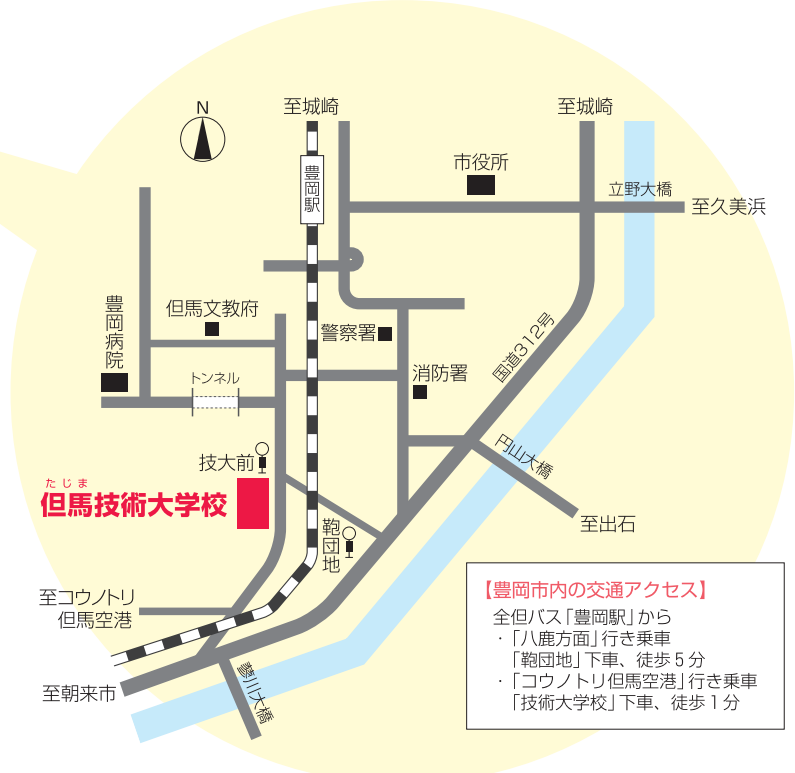 N
至城崎
至城崎
豊岡駅
市役所
立野大橋
至久美浜
豊岡病院
但馬文教府
警察署
国道312号
トンネル
消防署
技大前
円山大橋
たじま
但馬技術大学校
鞄団地
至出石
至コウノトリ
但馬空港
至朝来市
鶴川大橋
【豊岡市内の交通アクセス】
全但バス「豊岡駅」から
・「八鹿方面」行き乗車
「鞄団地」下車、徒歩5分
・「コウノトリ但馬空港」行き乗車
「技術大学校」下車、徒歩1分